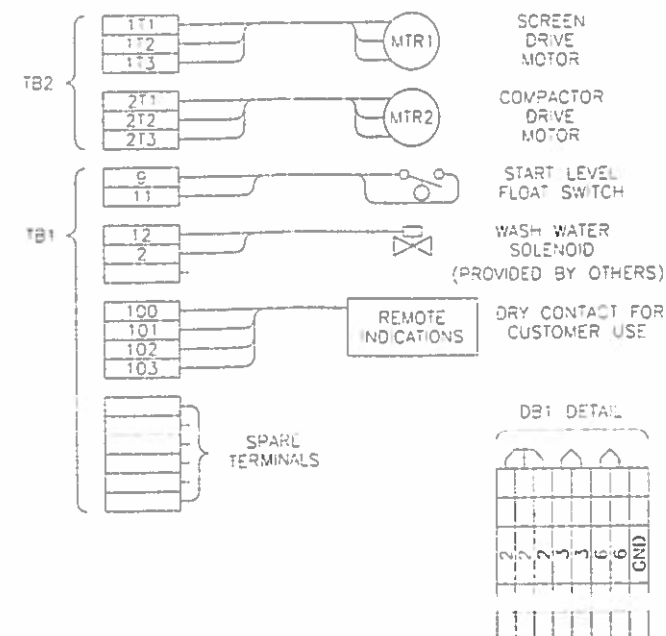 TB2
1T1
1T2
1T3
MTR1
SCREEN
DRIVE
MOTOR
2T1
2T2
2T3
MTR2
COMPACTOR
DRIVE
MOTOR
TB1
9
11
START LEVEL
FLOAT SWITCH
12
2
WASH WATER
SOLENOID
(PROVIDED BY OTHERS)
100
101
102
103
REMOTE
INDICATIONS
DRY CONTACT FOR
CUSTOMER USE
SPARE
TERMINALS
DB1 DETAIL
2 2 2 3 3 6 6 GND